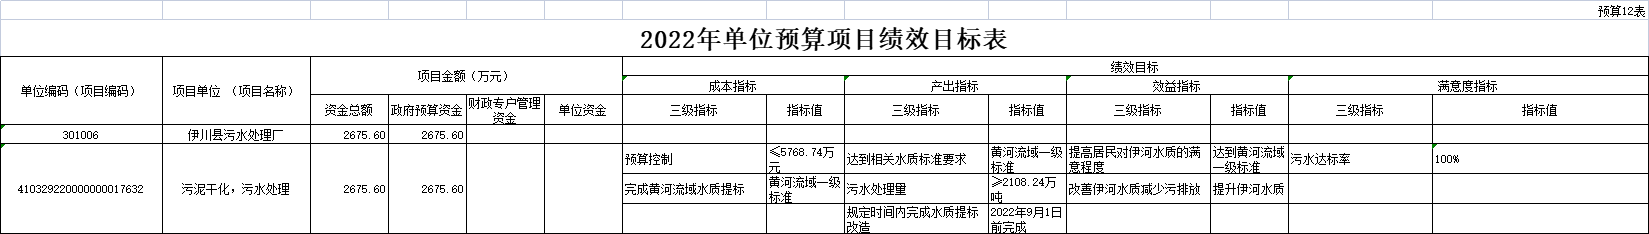 预算12表
2022年单位预算项目绩效目标表
单位编码（项目编码） 项目单位 （项目名称） 项目金额（万元） 绩效目标
成本指标 产出指标 效益指标 满意度指标
资金总额 政府预算资金 财政专户管理资金 单位资金 三级指标 指标值 三级指标 指标值 三级指标 指标值 三级指标 指标值
301006 伊川县污水处理厂 2675.60 2675.60
410329220000000017632 污泥干化，污水处理 2675.60 2675.60
预算控制 ≤5768.74万元 达到相关水质标准要求 黄河流域一级标准 提高居民对伊河水质的满意程度 达到黄河流域一级标准 污水达标率 100%
完成黄河流域水质提标 黄河流域一级标准 污水处理量 ≥2108.24万吨 改善伊河水质减少污排放 提升伊河水质
规定时间内完成水质提标改造 2022年9月1日前完成